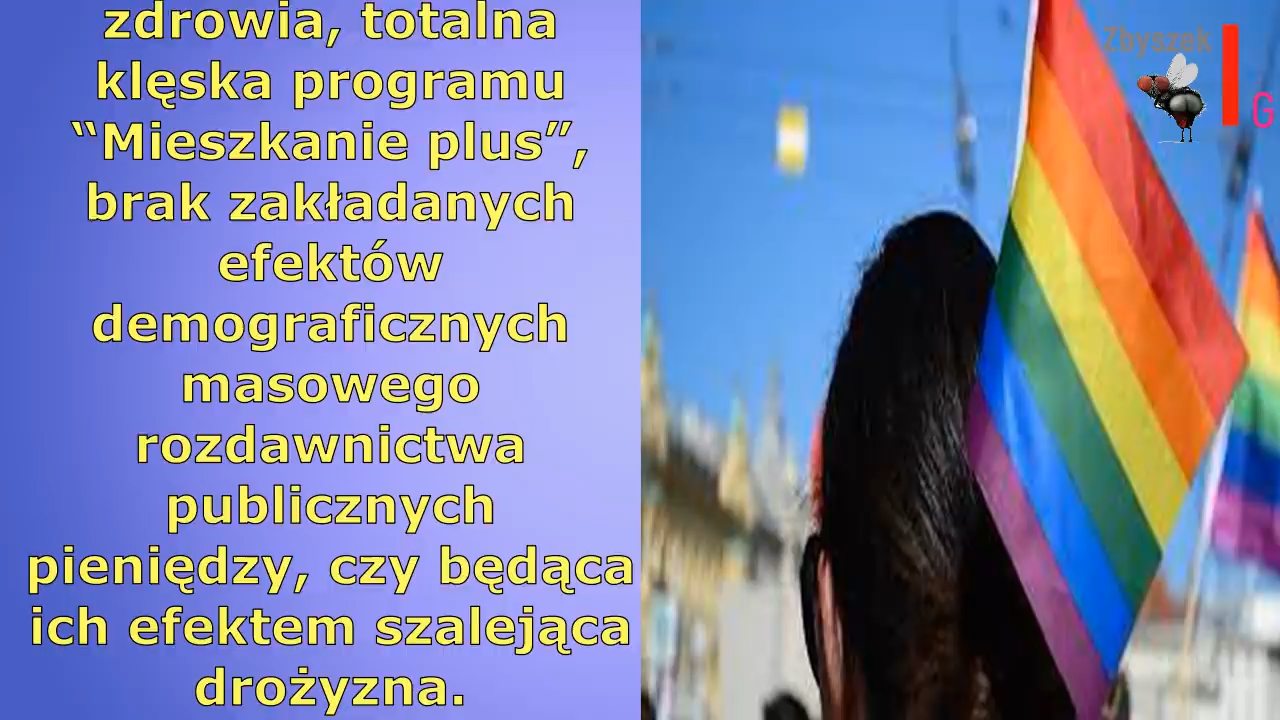 zdrowia, totalna
klęska programu
“Mieszkanie plus”,
brak zakładanych
efektów
demograficznych
masowego
rozdawnictwa
publicznych
pieniędzy, czy będąca
ich efektem szalejąca
drożyzna.
Zbyszek
I
G